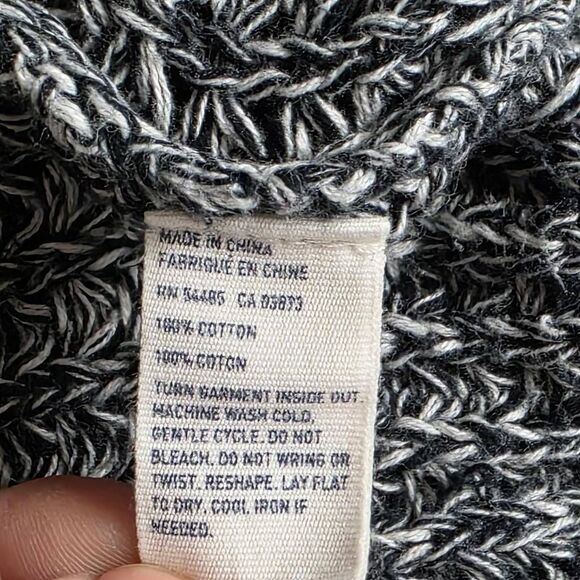 MADE IN CHINA
FABRIQUÉ EN CHINE
RN 54485 CA 03873
100% COTTON
100% COTON
TURN GARMENT INSIDE OUT.
MACHINE WASH COLD,
GENTLE CYCLE. DO NOT
BLEACH. DO NOT WRING OR
TWIST. RESHAPE. LAY FLAT
TO DRY. COOL IRON IF
NEEDED.